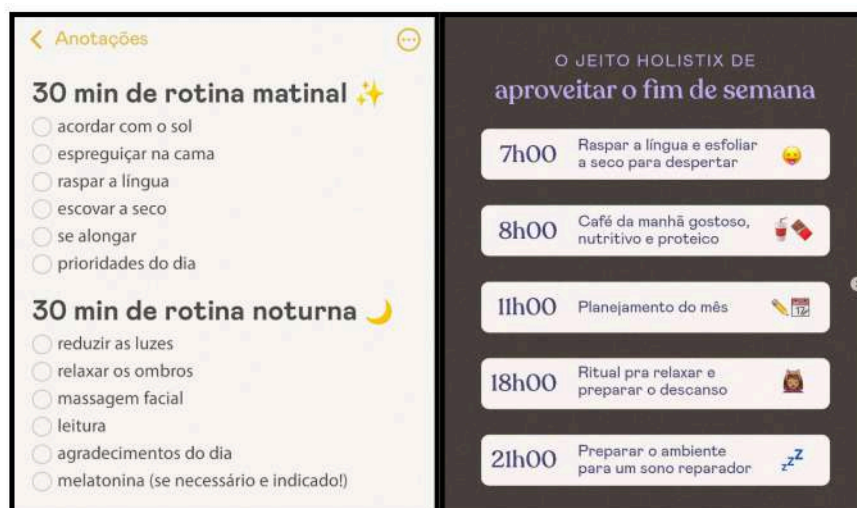 Anotações
30 min de rotina matinal ✨
acordar com o sol
espreguiçar na cama
raspar a língua
escovar a seco
se alongar
prioridades do dia
30 min de rotina noturna 🌙
reduzir as luzes
relaxar os ombros
massagem facial
leitura
agradecimentos do dia
melatonina (se necessário e indicado!)
O JEITO HOLISTIX DE
aproveitar o fim de semana
7h00
Raspar a língua e esfoliar
a seco para despertar
8h00
Café da manhã gostoso,
nutritivo e proteico
11h00
Planejamento do mês
18h00
Ritual pra relaxar e
preparar o descanso
21h00
Preparar o ambiente
para um sono reparador